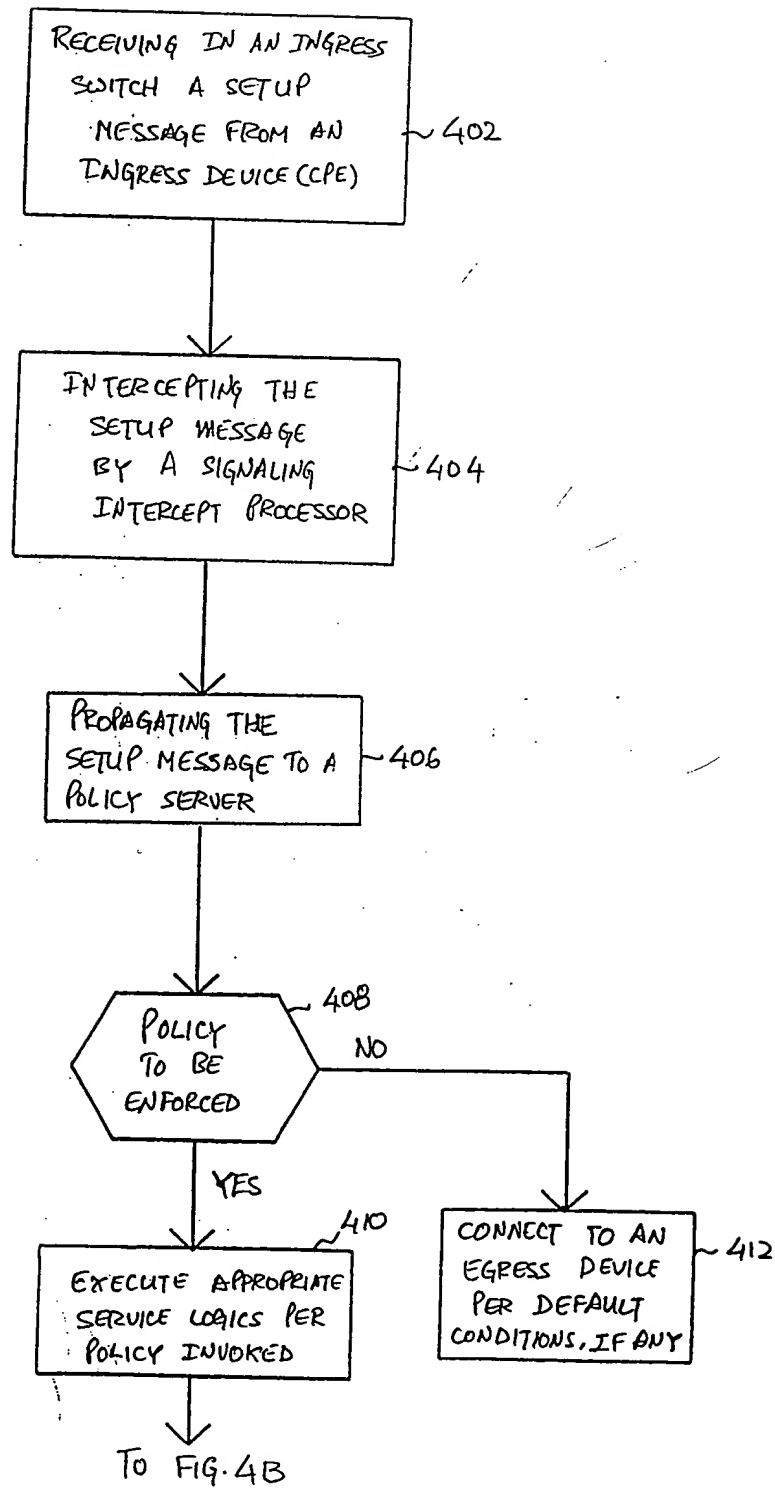 RECEIVING IN AN INGRESS
SWITCH A SETUP
MESSAGE FROM AN
INGRESS DEVICE (CPE)
402
INTERCEPTING THE
SETUP MESSAGE
BY A SIGNALING
INTERCEPT PROCESSOR
404
PROPAGATING THE
SETUP MESSAGE TO A
POLICY SERVER
406
408
POLICY
TO BE
ENFORCED
NO
YES
410
EXECUTE APPROPRIATE
SERVICE LOGICS PER
POLICY INVOKED
CONNECT TO AN
EGRESS DEVICE
PER DEFAULT
CONDITIONS, IF ANY
412
TO FIG. 4B